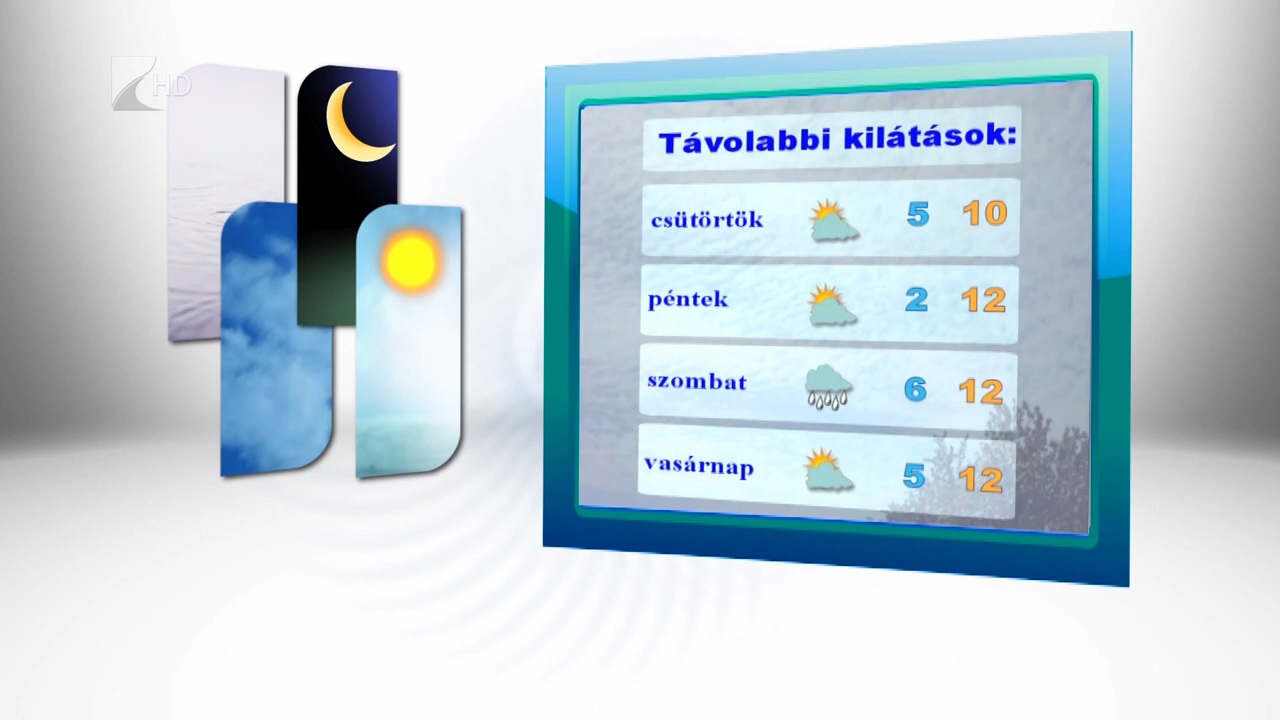 HD
Távolabbi kilátások:
csütörtök 5 10
péntek 2 12
szombat 6 12
vasárnap 5 12